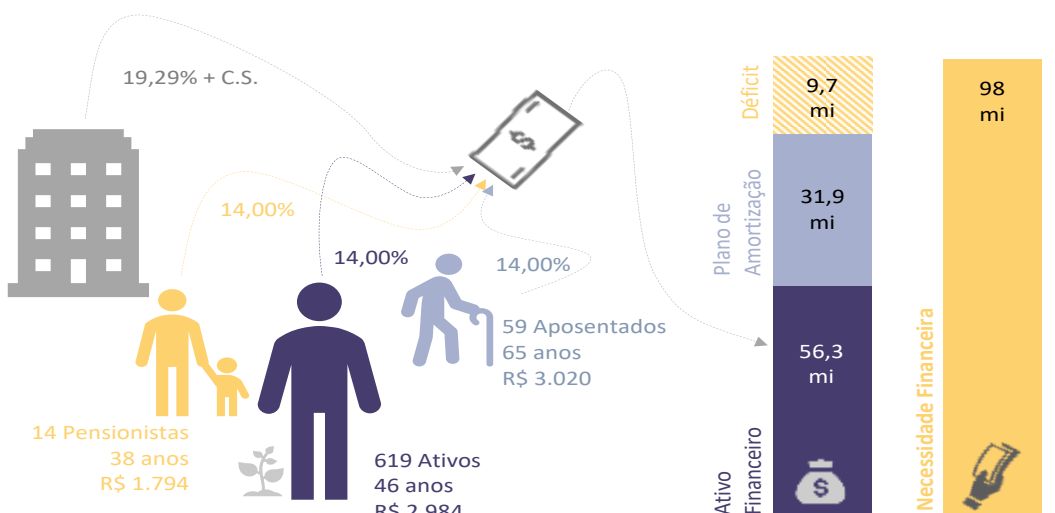 19,29% + C.S.
14,00%
14,00%
14,00%
59 Aposentados
65 anos
R$ 3.020
14 Pensionistas
38 anos
R$ 1.794
619 Ativos
46 anos
R$ 2.984
Déficit
9,7
mi
Plano de
Amortização
31,9
mi
Ativo
Financeiro
56,3
mi
$
Necessidade Financeira
98
mi